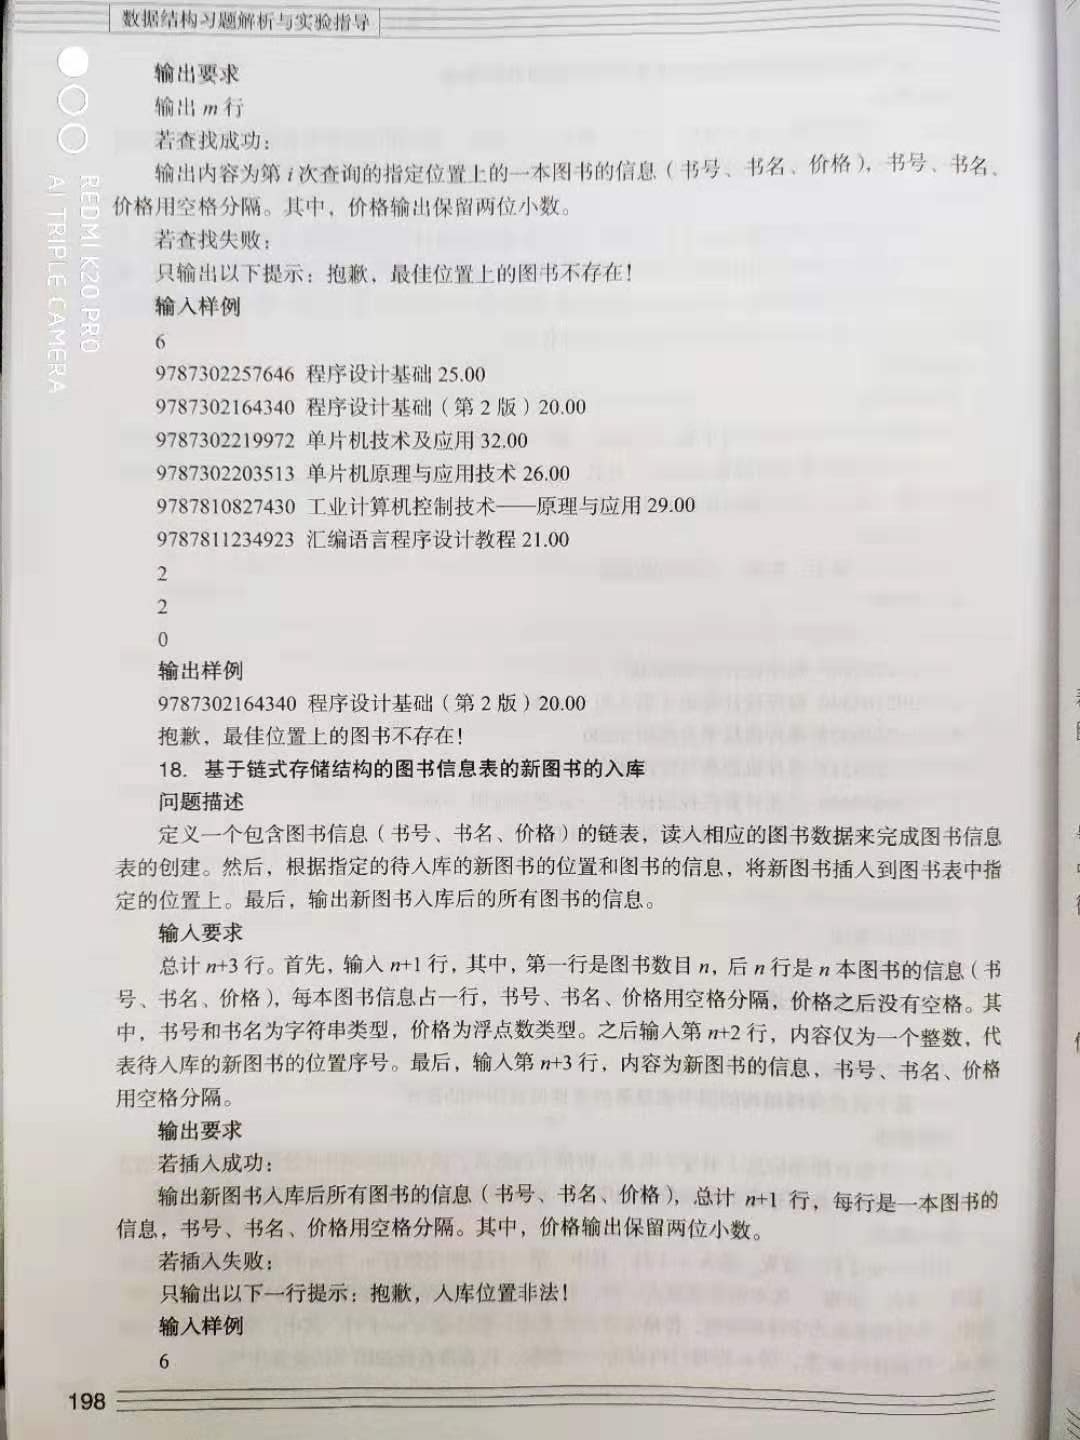 数据结构习题解析与实验指导
输出要求
输出 m 行
若查找成功：
输出内容为第 i 次查询的指定位置上的一本图书的信息（书号、书名、价格），书号、书名、
价格用空格分隔。其中，价格输出保留两位小数。
若查找失败：
只输出以下提示：抱歉，最佳位置上的图书不存在！
输入样例
6
9787302257646 程序设计基础 25.00
9787302164340 程序设计基础（第 2 版）20.00
9787302219972 单片机技术及应用 32.00
9787302203513 单片机原理与应用技术 26.00
9787810827430 工业计算机控制技术——原理与应用 29.00
9787811234923 汇编语言程序设计教程 21.00
2
2
0
输出样例
9787302164340 程序设计基础（第 2 版）20.00
抱歉，最佳位置上的图书不存在！
18. 基于链式存储结构的图书信息表的新图书的入库
问题描述
定义一个包含图书信息（书号、书名、价格）的链表，读入相应的图书数据来完成图书信息
表的创建。然后，根据指定的待入库的新图书的位置和图书的信息，将新图书插入到图书表中指
定的位置上。最后，输出新图书入库后的所有图书的信息。
输入要求
总计 n+3 行。首先，输入 n+1 行，其中，第一行是图书数目 n，后 n 行是 n 本图书的信息（书
号、书名、价格），每本图书信息占一行，书号、书名、价格用空格分隔，价格之后没有空格。其
中，书号和书名为字符串类型，价格为浮点数类型。之后输入第 n+2 行，内容仅为一个整数，代
表待入库的新图书的位置序号。最后，输入第 n+3 行，内容为新图书的信息，书号、书名、价格
用空格分隔。
输出要求
若插入成功：
输出新图书入库后所有图书的信息（书号、书名、价格），总计 n+1 行，每行是一本图书的
信息，书号、书名、价格用空格分隔。其中，价格输出保留两位小数。
若插入失败：
只输出以下一行提示：抱歉，入库位置非法！
输入样例
6
198
REDMI K20 PRO
AI TRIPLE CAMERA